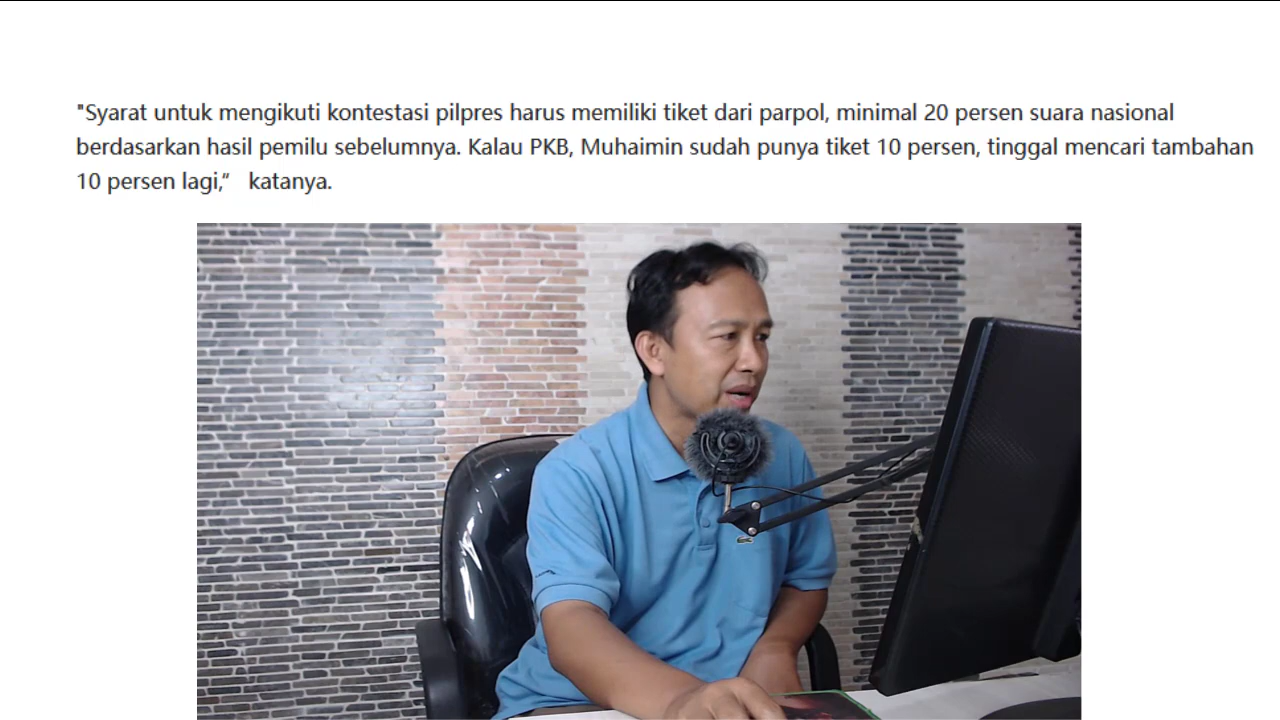 "Syarat untuk mengikuti kontestasi pilpres harus memiliki tiket dari parpol, minimal 20 persen suara nasional
berdasarkan hasil pemilu sebelumnya. Kalau PKB, Muhaimin sudah punya tiket 10 persen, tinggal mencari tambahan
10 persen lagi,“ katanya.